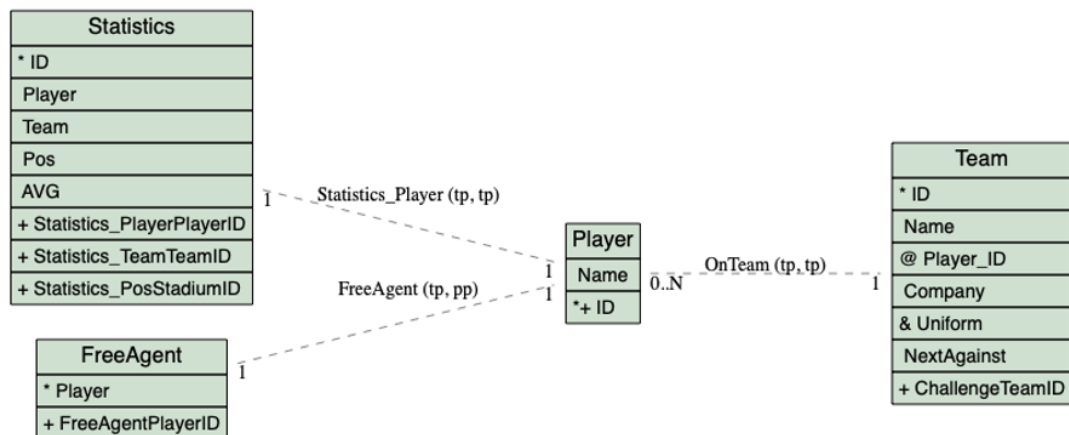 Statistics
* ID
Player
Team
Pos
AVG
+ Statistics_PlayerPlayerID
+ Statistics_TeamTeamID
+ Statistics_PosStadiumID
1
Statistics_Player (tp, tp)
1
FreeAgent
* Player
+ FreeAgentPlayerID
1
FreeAgent (tp, pp)
1
Player
Name
*+ ID
0..N
OnTeam (tp, tp)
1
Team
* ID
Name
@ Player_ID
Company
& Uniform
NextAgainst
+ ChallengeTeamID